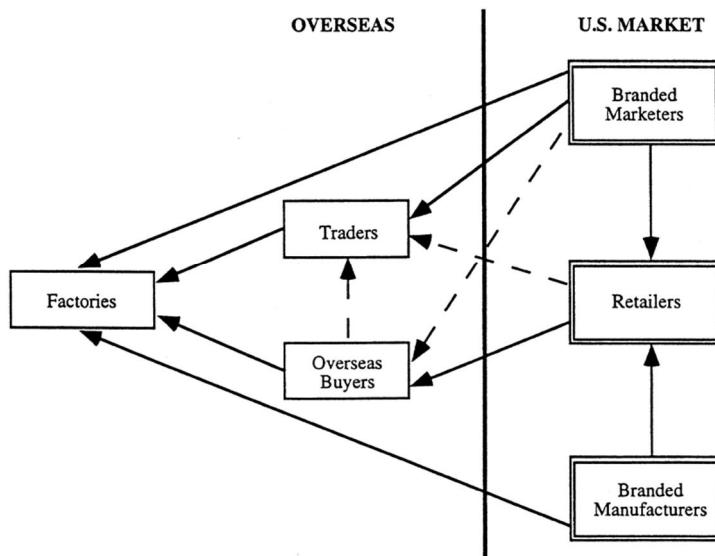 OVERSEAS
U.S. MARKET
Branded
Marketers
Traders
Factories
Retailers
Overseas
Buyers
Branded
Manufacturers